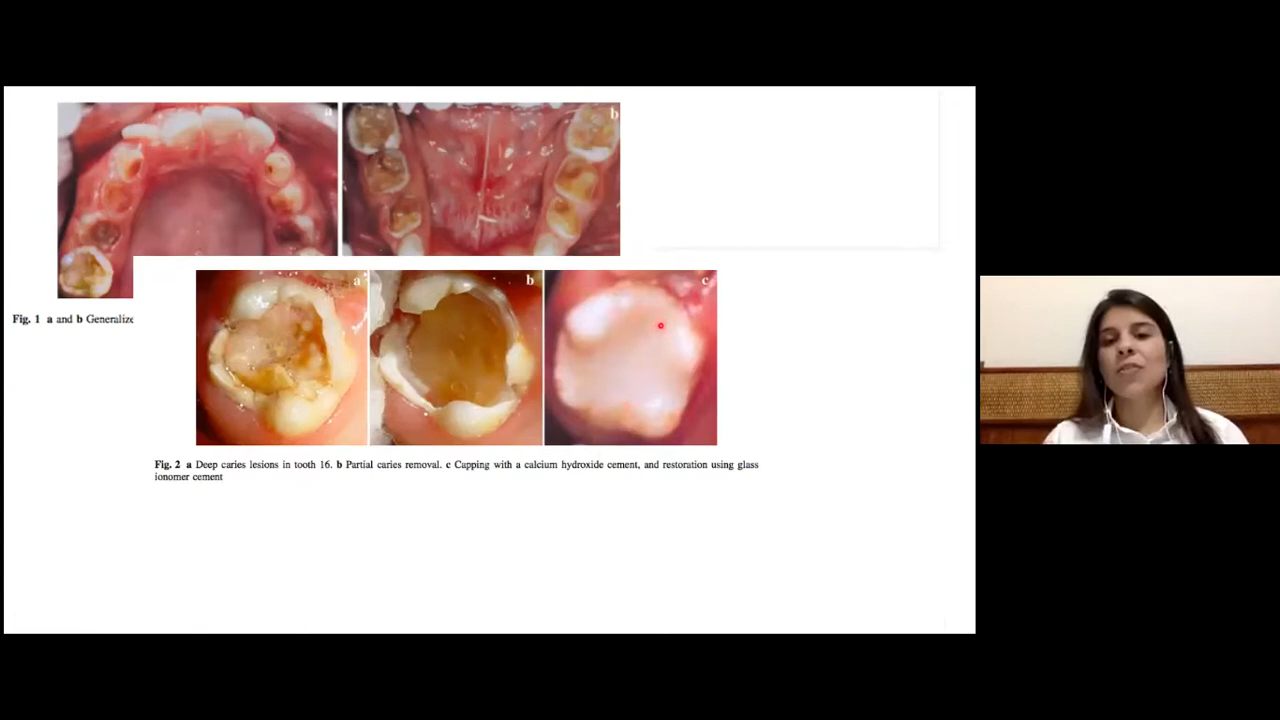 a
b
Fig. 1 a and b Generalize
a
b
c
Fig. 2 a Deep caries lesions in tooth 16. b Partial caries removal. c Capping with a calcium hydroxide cement, and restoration using glass
ionomer cement